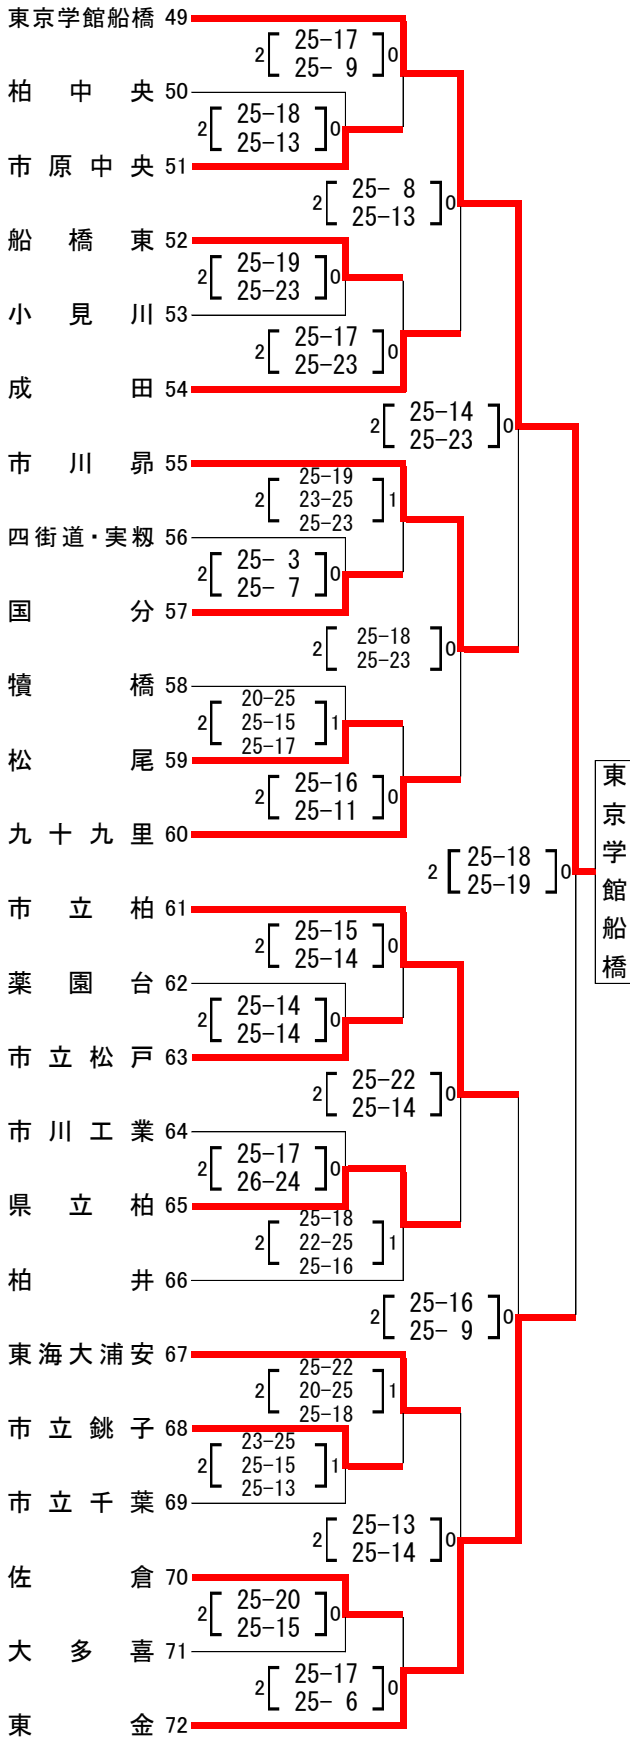 東京学館船橋 49
2 25-17 0
25- 9
柏中央 50
2 25-18 0
25-13
市原中央 51
2 25- 8 0
25-13
船橋東 52
2 25-19 0
25-23
小見川 53
2 25-17 0
25-23
成田 54
2 25-14 0
25-23
市川昴 55
25-19
2 23-25 1
25-23
四街道・実籾 56
2 25- 3 0
25- 7
国分 57
2 25-18 0
25-23
犢橋 58
20-25
2 25-15 1
25-17
松尾 59
2 25-16 0
25-11
九十九里 60
2 25-18 0
25-19
東京学館船橋
市立柏 61
2 25-15 0
25-14
薬園台 62
2 25-14 0
25-14
市立松戸 63
2 25-22 0
25-14
市川工業 64
2 25-17 0
26-24
県立柏 65
25-18
2 22-25 1
25-16
柏井 66
2 25-16 0
25- 9
東海大浦安 67
25-22
2 20-25 1
25-18
市立銚子 68
23-25
2 25-15 1
25-13
市立千葉 69
2 25-13 0
25-14
佐倉 70
2 25-20 0
25-15
大多喜 71
2 25-17 0
25- 6
東金 72